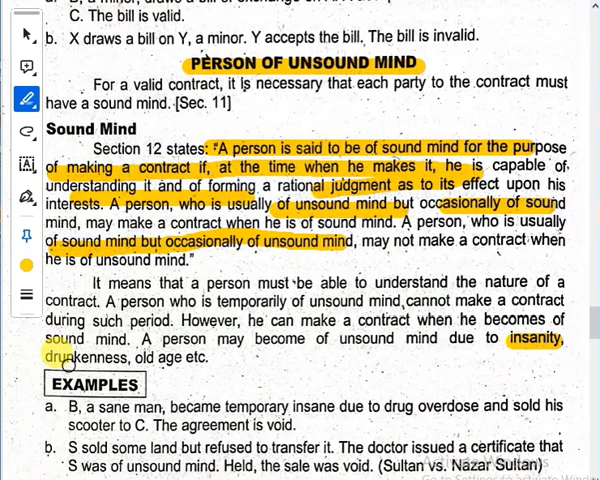 C. The bill is valid.
b. X draws a bill on Y, a minor. Y accepts the bill. The bill is invalid.
PERSON OF UNSOUND MIND
For a valid contract, it is necessary that each party to the contract must
have a sound mind. [Sec. 11]
Sound Mind
Section 12 states: "A person is said to be of sound mind for the purpose
of making a contract if, at the time when he makes it, he is capable of
understanding it and of forming a rational judgment as to its effect upon his
interests. A person, who is usually of unsound mind but occasionally of sound
mind, may make a contract when he is of sound mind. A person, who is usually
of sound mind but occasionally of unsound mind, may not make a contract when
he is of unsound mind."
It means that a person must be able to understand the nature of a
contract. A person who is temporarily of unsound mind, cannot make a contract
during such period. However, he can make a contract when he becomes of
sound mind. A person may become of unsound mind due to insanity,
drunkenness, old age etc.
EXAMPLES
a. B, a sane man, became temporary insane due to drug overdose and sold his
scooter to C. The agreement is void.
b. S sold some land but refused to transfer it. The doctor issued a certificate that
S was of unsound mind. Held, the sale was void. (Sultan vs. Nazar Sultan)
Activate Windows
Go to Settings to activate Windows